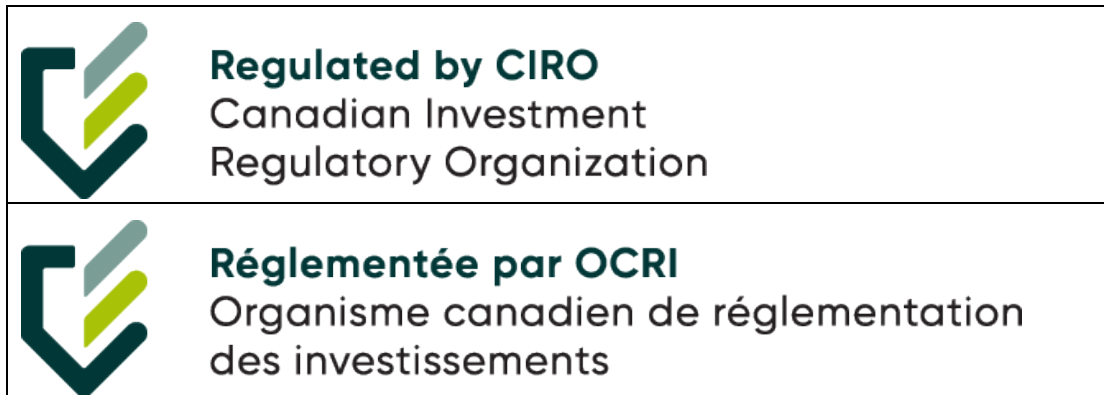 Regulated by CIRO
Canadian Investment
Regulatory Organization
Réglementée par OCRI
Organisme canadien de réglementation
des investissements